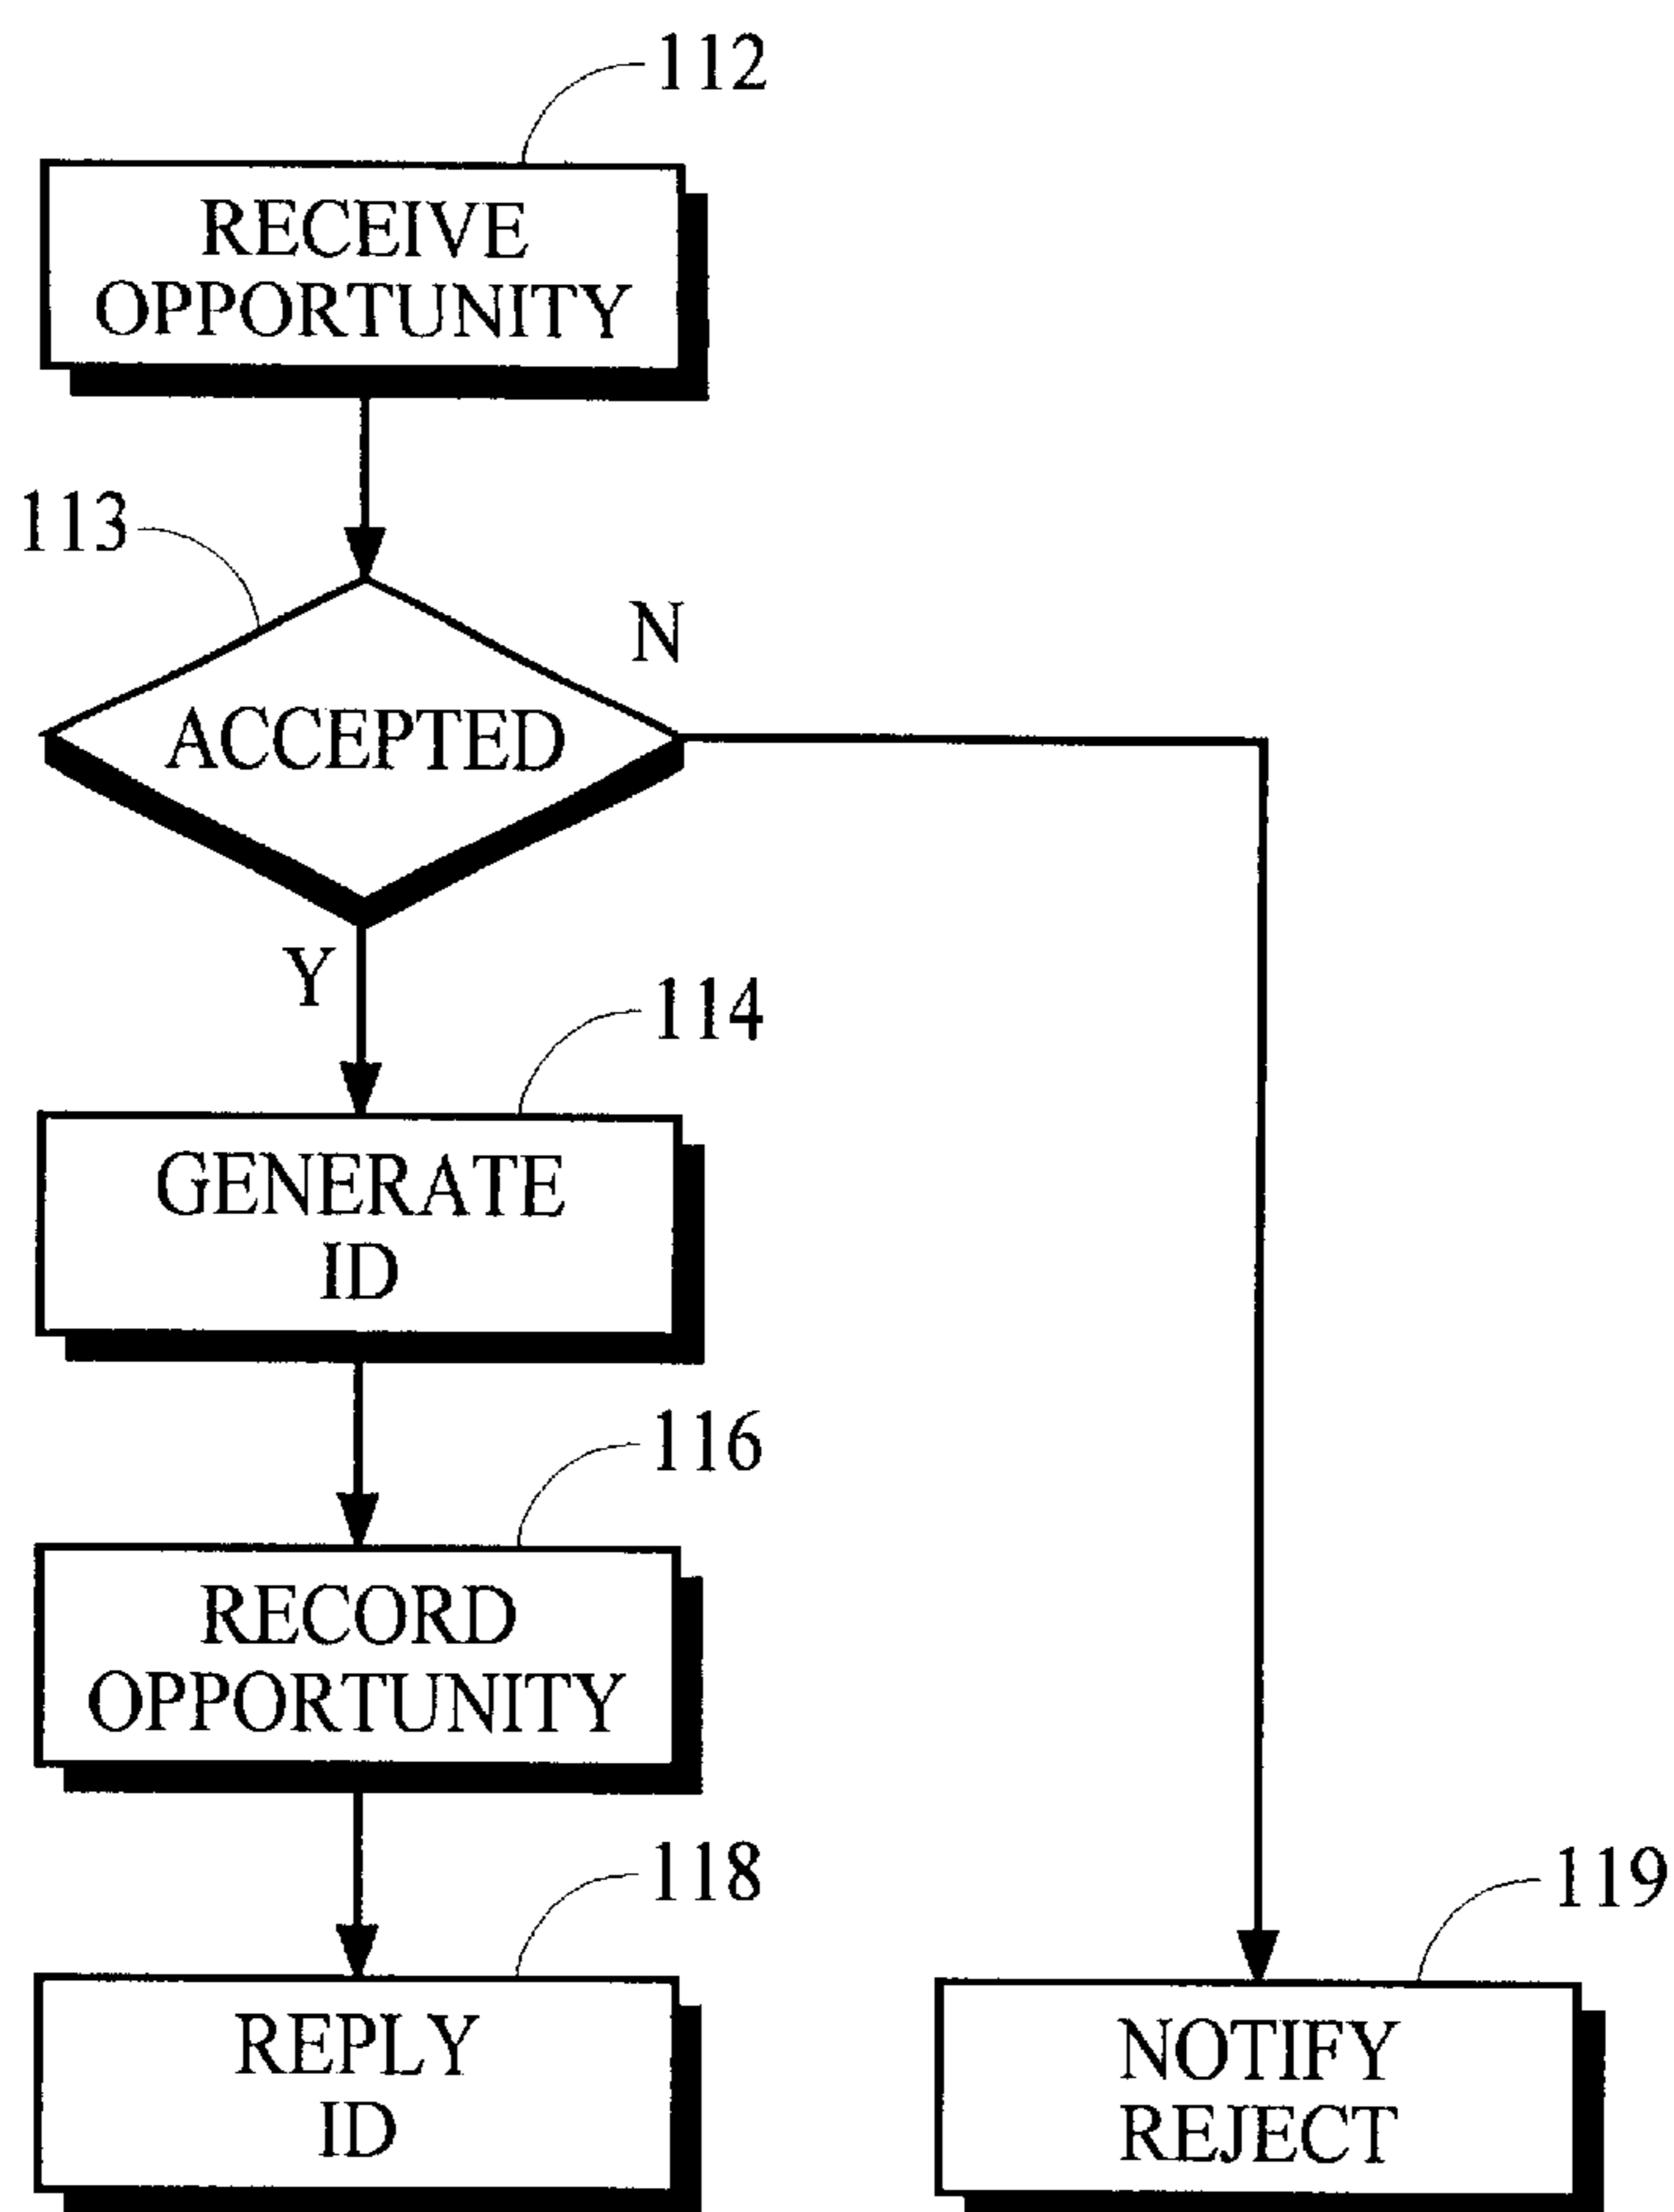 112
RECEIVE
OPPORTUNITY
113
N
ACCEPTED
Y
114
GENERATE
ID
116
RECORD
OPPORTUNITY
118
119
REPLY
ID
NOTIFY
REJECT